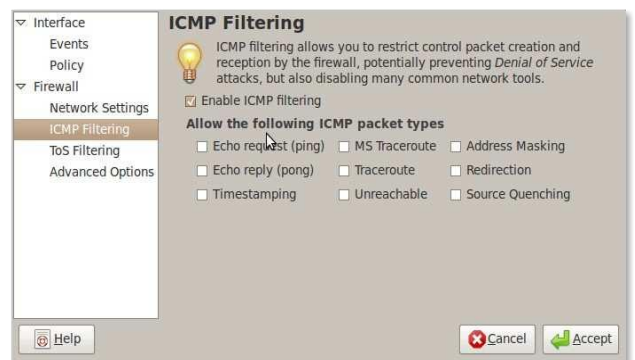 Interface
Events
Policy
Firewall
Network Settings
ICMP Filtering
ToS Filtering
Advanced Options
ICMP Filtering
ICMP filtering allows you to restrict control packet creation and
reception by the firewall, potentially preventing Denial of Service
attacks, but also disabling many common network tools.
Enable ICMP filtering
Allow the following ICMP packet types
Echo request (ping) MS Traceroute Address Masking
Echo reply (pong) Traceroute Redirection
Timestamping Unreachable Source Quenching
Help Cancel Accept